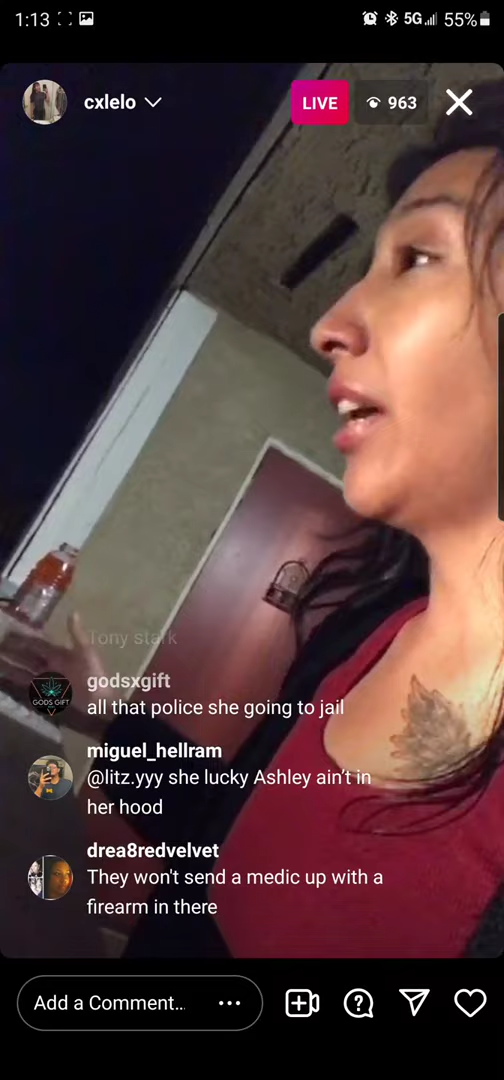 1:13
5G
55%
cxlelo
LIVE
963
Tony stark
godsxgift
all that police she going to jail
GODS GIFT
miguel_hellram
@litz.yyy she lucky Ashley ain't in
her hood
drea8redvelvet
They won't send a medic up with a
firearm in there
Add a Comment...